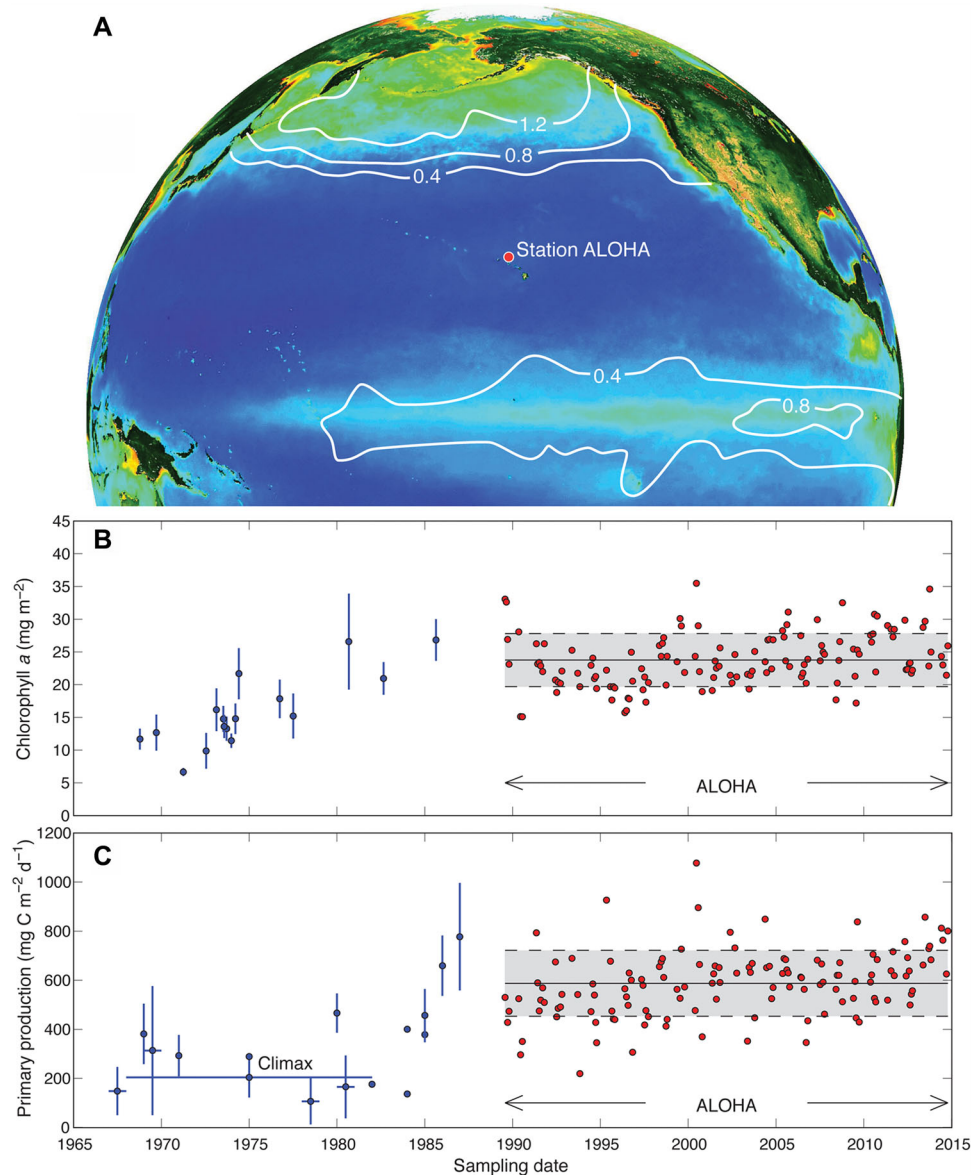 A
1.2
0.8
0.4
Station ALOHA
0.4
0.8
B
45
40
35
30
25
20
15
10
5
0
Chlorophyll a (mg m⁻²)
ALOHA
C
1200
1000
800
600
400
200
0
Primary production (mg C m⁻² d⁻¹)
Climax
ALOHA
1965 1970 1975 1980 1985 1990 1995 2000 2005 2010 2015
Sampling date